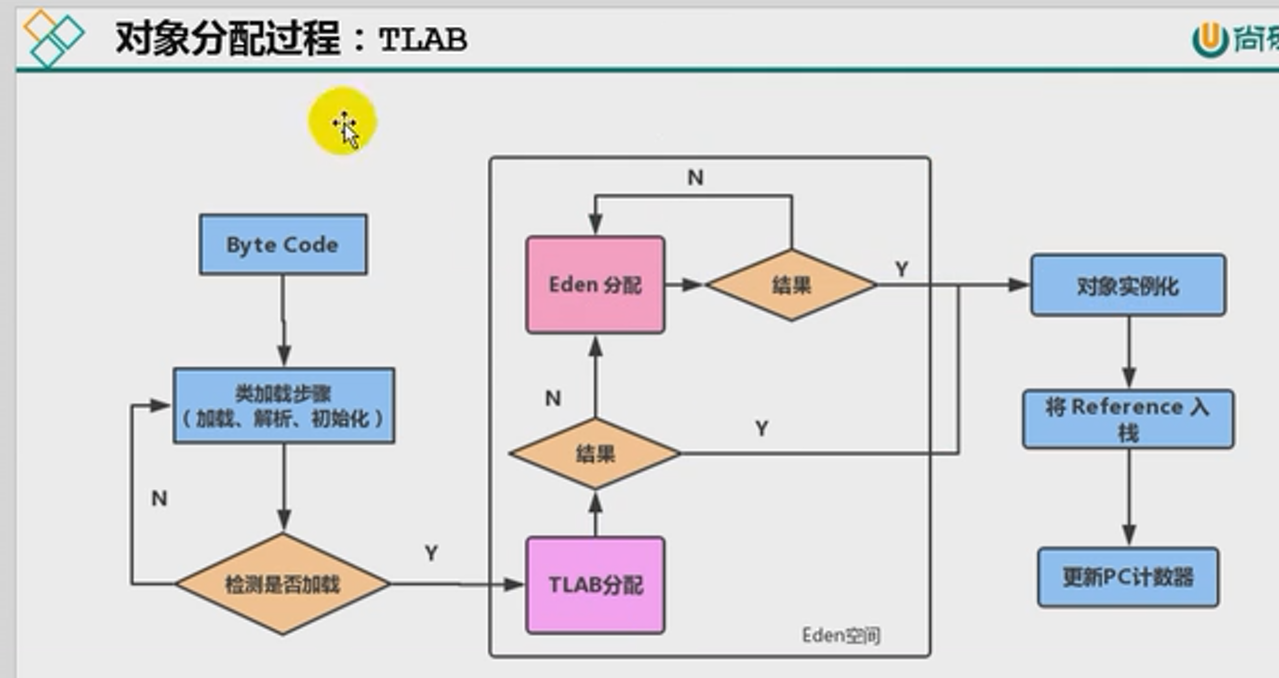 对象分配过程：TLAB
尚
Byte Code
类加载步骤
（加载、解析、初始化）
N
检测是否加载
Y
N
Eden 分配
结果
Y
N
结果
Y
TLAB分配
Eden空间
对象实例化
将 Reference 入
栈
更新PC计数器